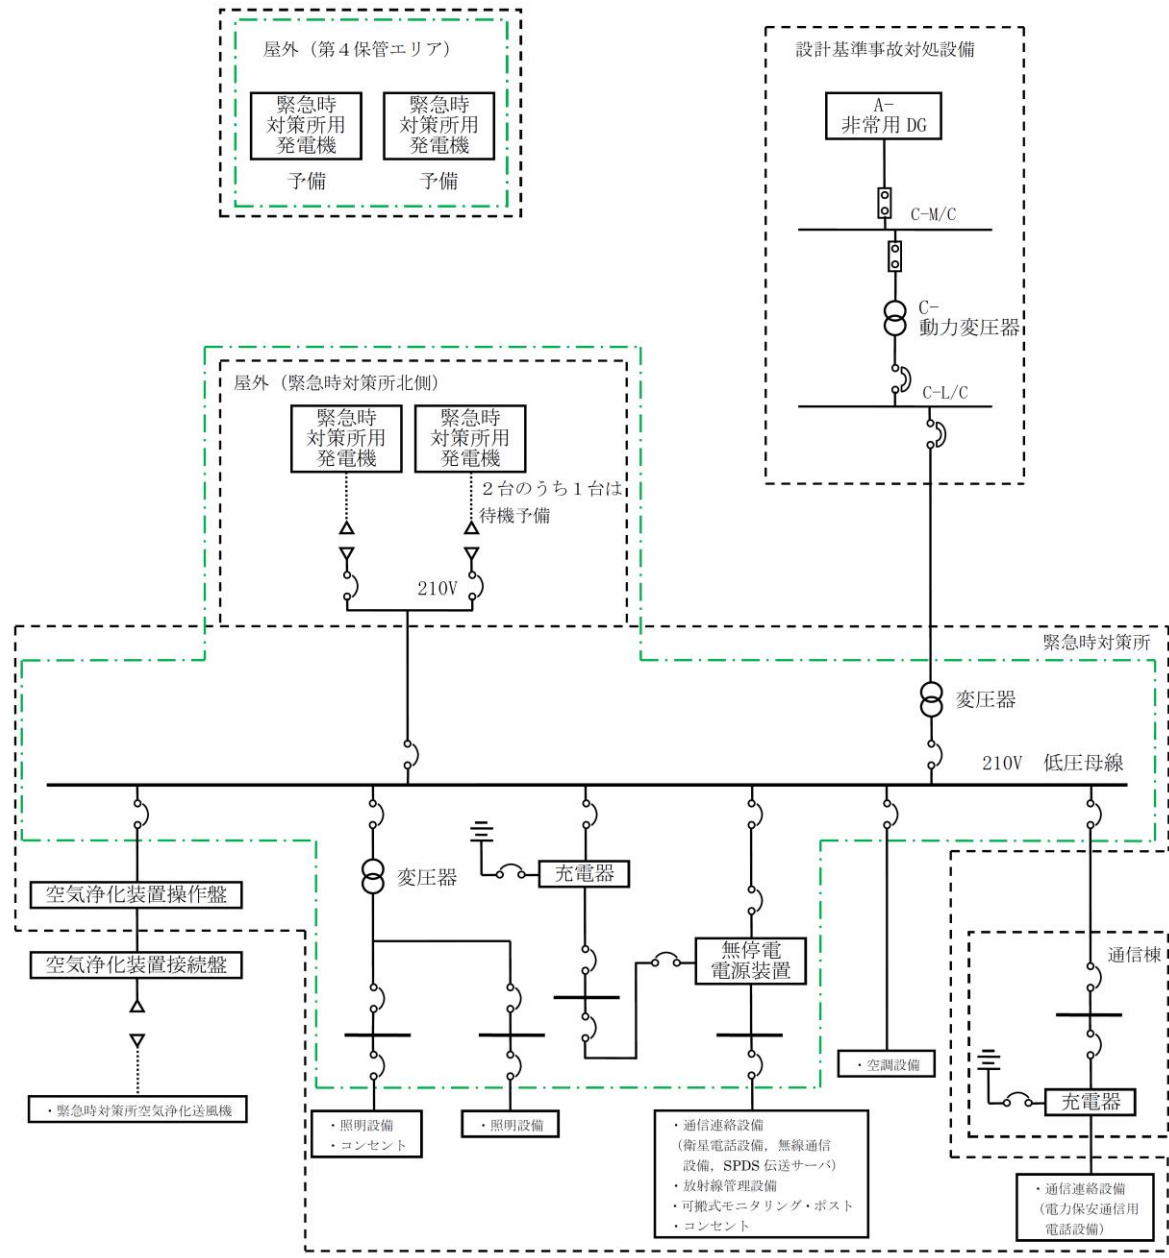 屋外（第４保管エリア）
緊急時
対策所用
発電機
緊急時
対策所用
発電機
予備
予備
設計基準事故対処設備
A-
非常用 DG
C-M/C
C-
動力変圧器
C-L/C
屋外（緊急時対策所北側）
緊急時
対策所用
発電機
緊急時
対策所用
発電機
２台のうち１台は
待機予備
210V
緊急時対策所
変圧器
210V 低圧母線
変圧器
充電器
空気浄化装置操作盤
空気浄化装置接続盤
無停電
電源装置
通信棟
・空調設備
・緊急時対策所空気浄化送風機
充電器
・照明設備
・コンセント
・照明設備
・通信連絡設備
（衛星電話設備，無線通信
設備，SPDS 伝送サーバ）
・放射線管理設備
・可搬式モニタリング・ポスト
・コンセント
・通信連絡設備
（電力保安通信用
電話設備）